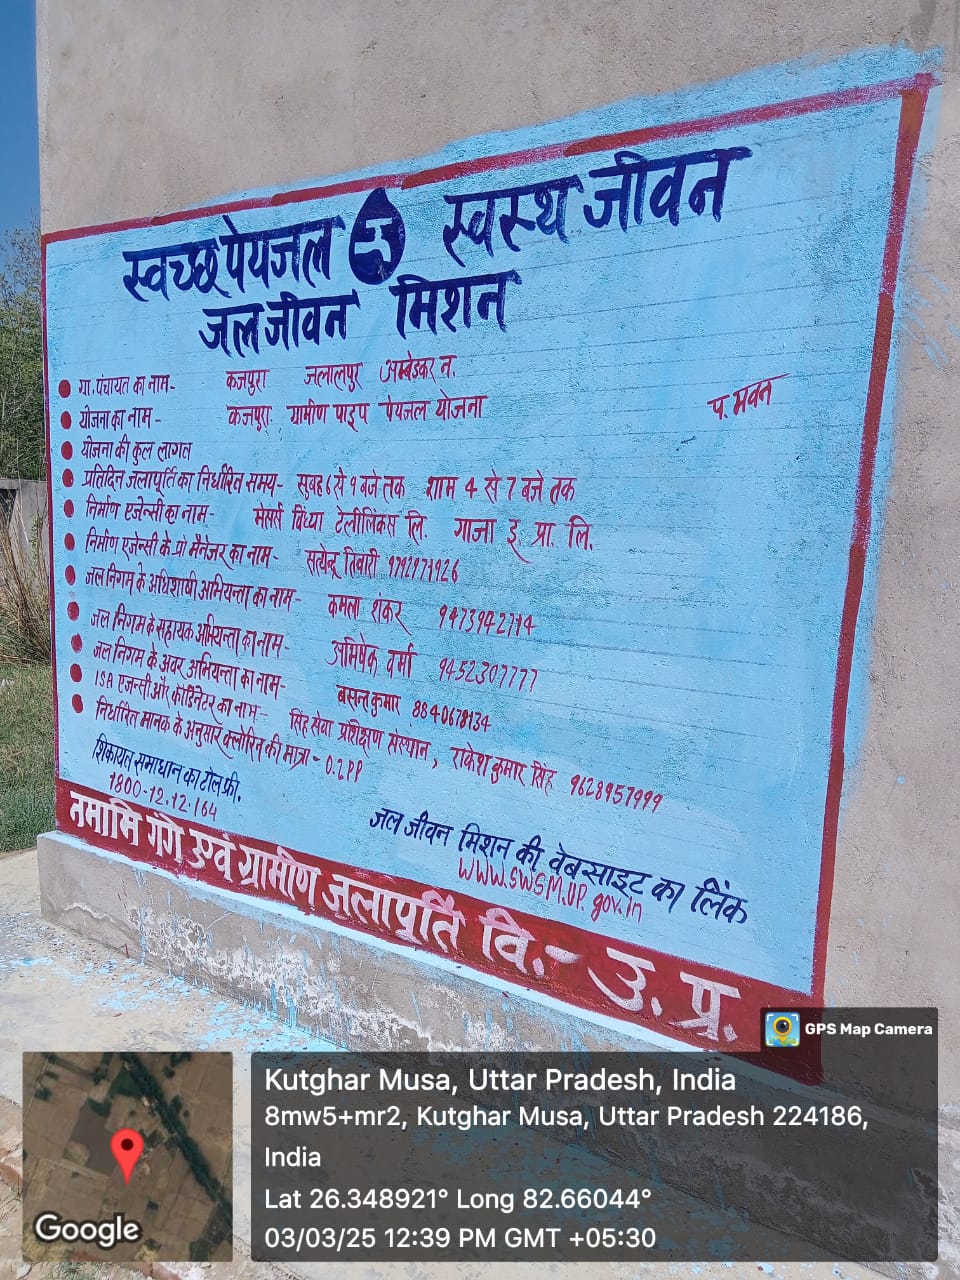 स्वच्छ पेयजल स्वस्थ जीवन
जल जीवन मिशन
ग्रा. पंचायत का नाम- कजपुरा जलालपुर अम्बेडकर न.
योजना का नाम- कजपुरा ग्रामीण पाइप पेयजल योजना
प. भवन
योजना की कुल लागत
प्रतिदिन जलापूर्ति का निर्धारित समय- सुबह 6 से 9 बजे तक शाम 4 से 7 बजे तक
निर्माण एजेन्सी का नाम- मेसर्स विंध्या टेलीलिंक्स लि. गाजा इ. प्रा. लि.
निर्माण एजेन्सी के प्रो मैनेजर का नाम- सत्येन्द्र तिवारी
जल निगम के अधिशाषी अभियन्ता का नाम- कमला शंकर
जल निगम के सहायक अभियन्ता का नाम- अभिषेक वर्मा 9452307777
जल निगम के अवर अभियन्ता का नाम- बसन्त कुमार 8840678134
ISA एजेन्सी और कोर्डिनेटर का नाम- सिंह सेवा प्रशिक्षण संस्थान, राकेश कुमार सिंह 9628957999
निर्धारित मानक के अनुसार क्लोरिन की मात्रा- 0.2 PP
शिकायत समाधान का टोल फ्री.
1800-12.12.164
जल जीवन मिशन की वेबसाइट का लिंक
WWW.SWSM.UP.gov.in
नमामि गंगे एवं ग्रामीण जलापूर्ति वि.- उ. प्र.
GPS Map Camera
Kutghar Musa, Uttar Pradesh, India
8mw5+mr2, Kutghar Musa, Uttar Pradesh 224186,
India
Lat 26.348921° Long 82.66044°
03/03/25 12:39 PM GMT +05:30
Google